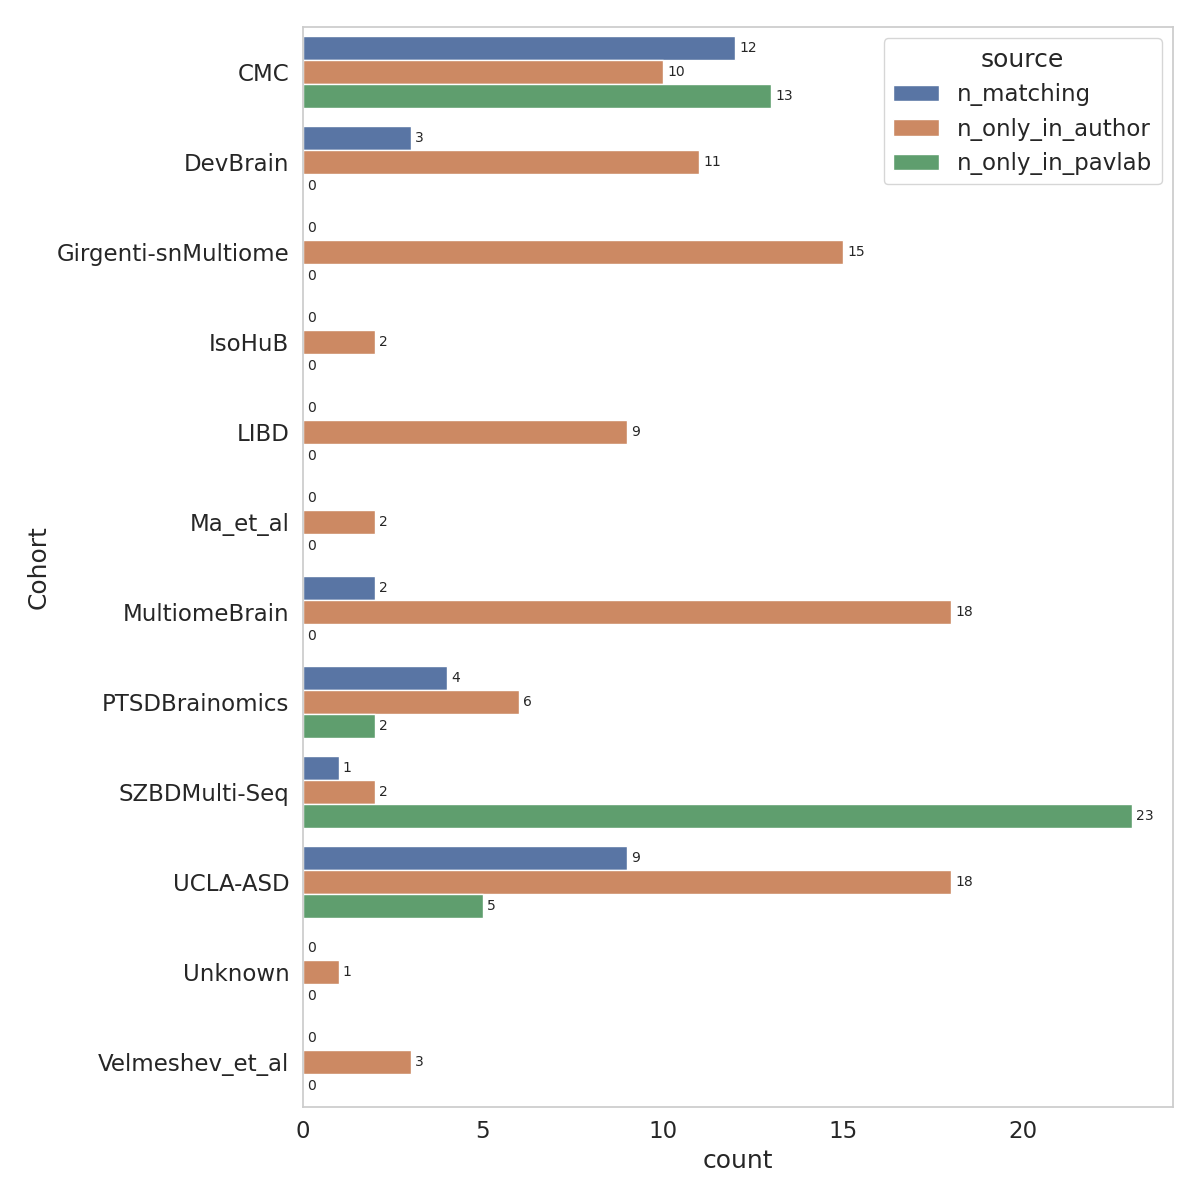 source
n_matching
n_only_in_author
n_only_in_pavlab
Cohort
CMC
12
10
13
DevBrain
3
11
0
Girgenti-snMultiome
0
15
0
IsoHuB
0
2
0
LIBD
0
9
0
Ma_et_al
0
2
0
MultiomeBrain
2
18
0
PTSDBrainomics
4
6
2
SZBDMulti-Seq
1
2
23
UCLA-ASD
9
18
5
Unknown
0
1
0
Velmeshev_et_al
0
3
0
0 5 10 15 20
count